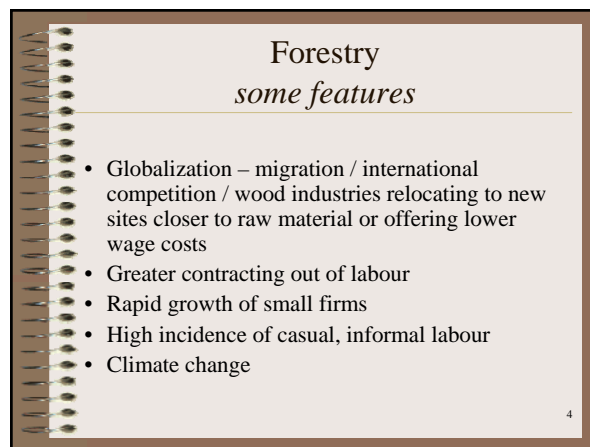 Forestry
some features
• Globalization – migration / international
competition / wood industries relocating to new
sites closer to raw material or offering lower
wage costs
• Greater contracting out of labour
• Rapid growth of small firms
• High incidence of casual, informal labour
• Climate change
4